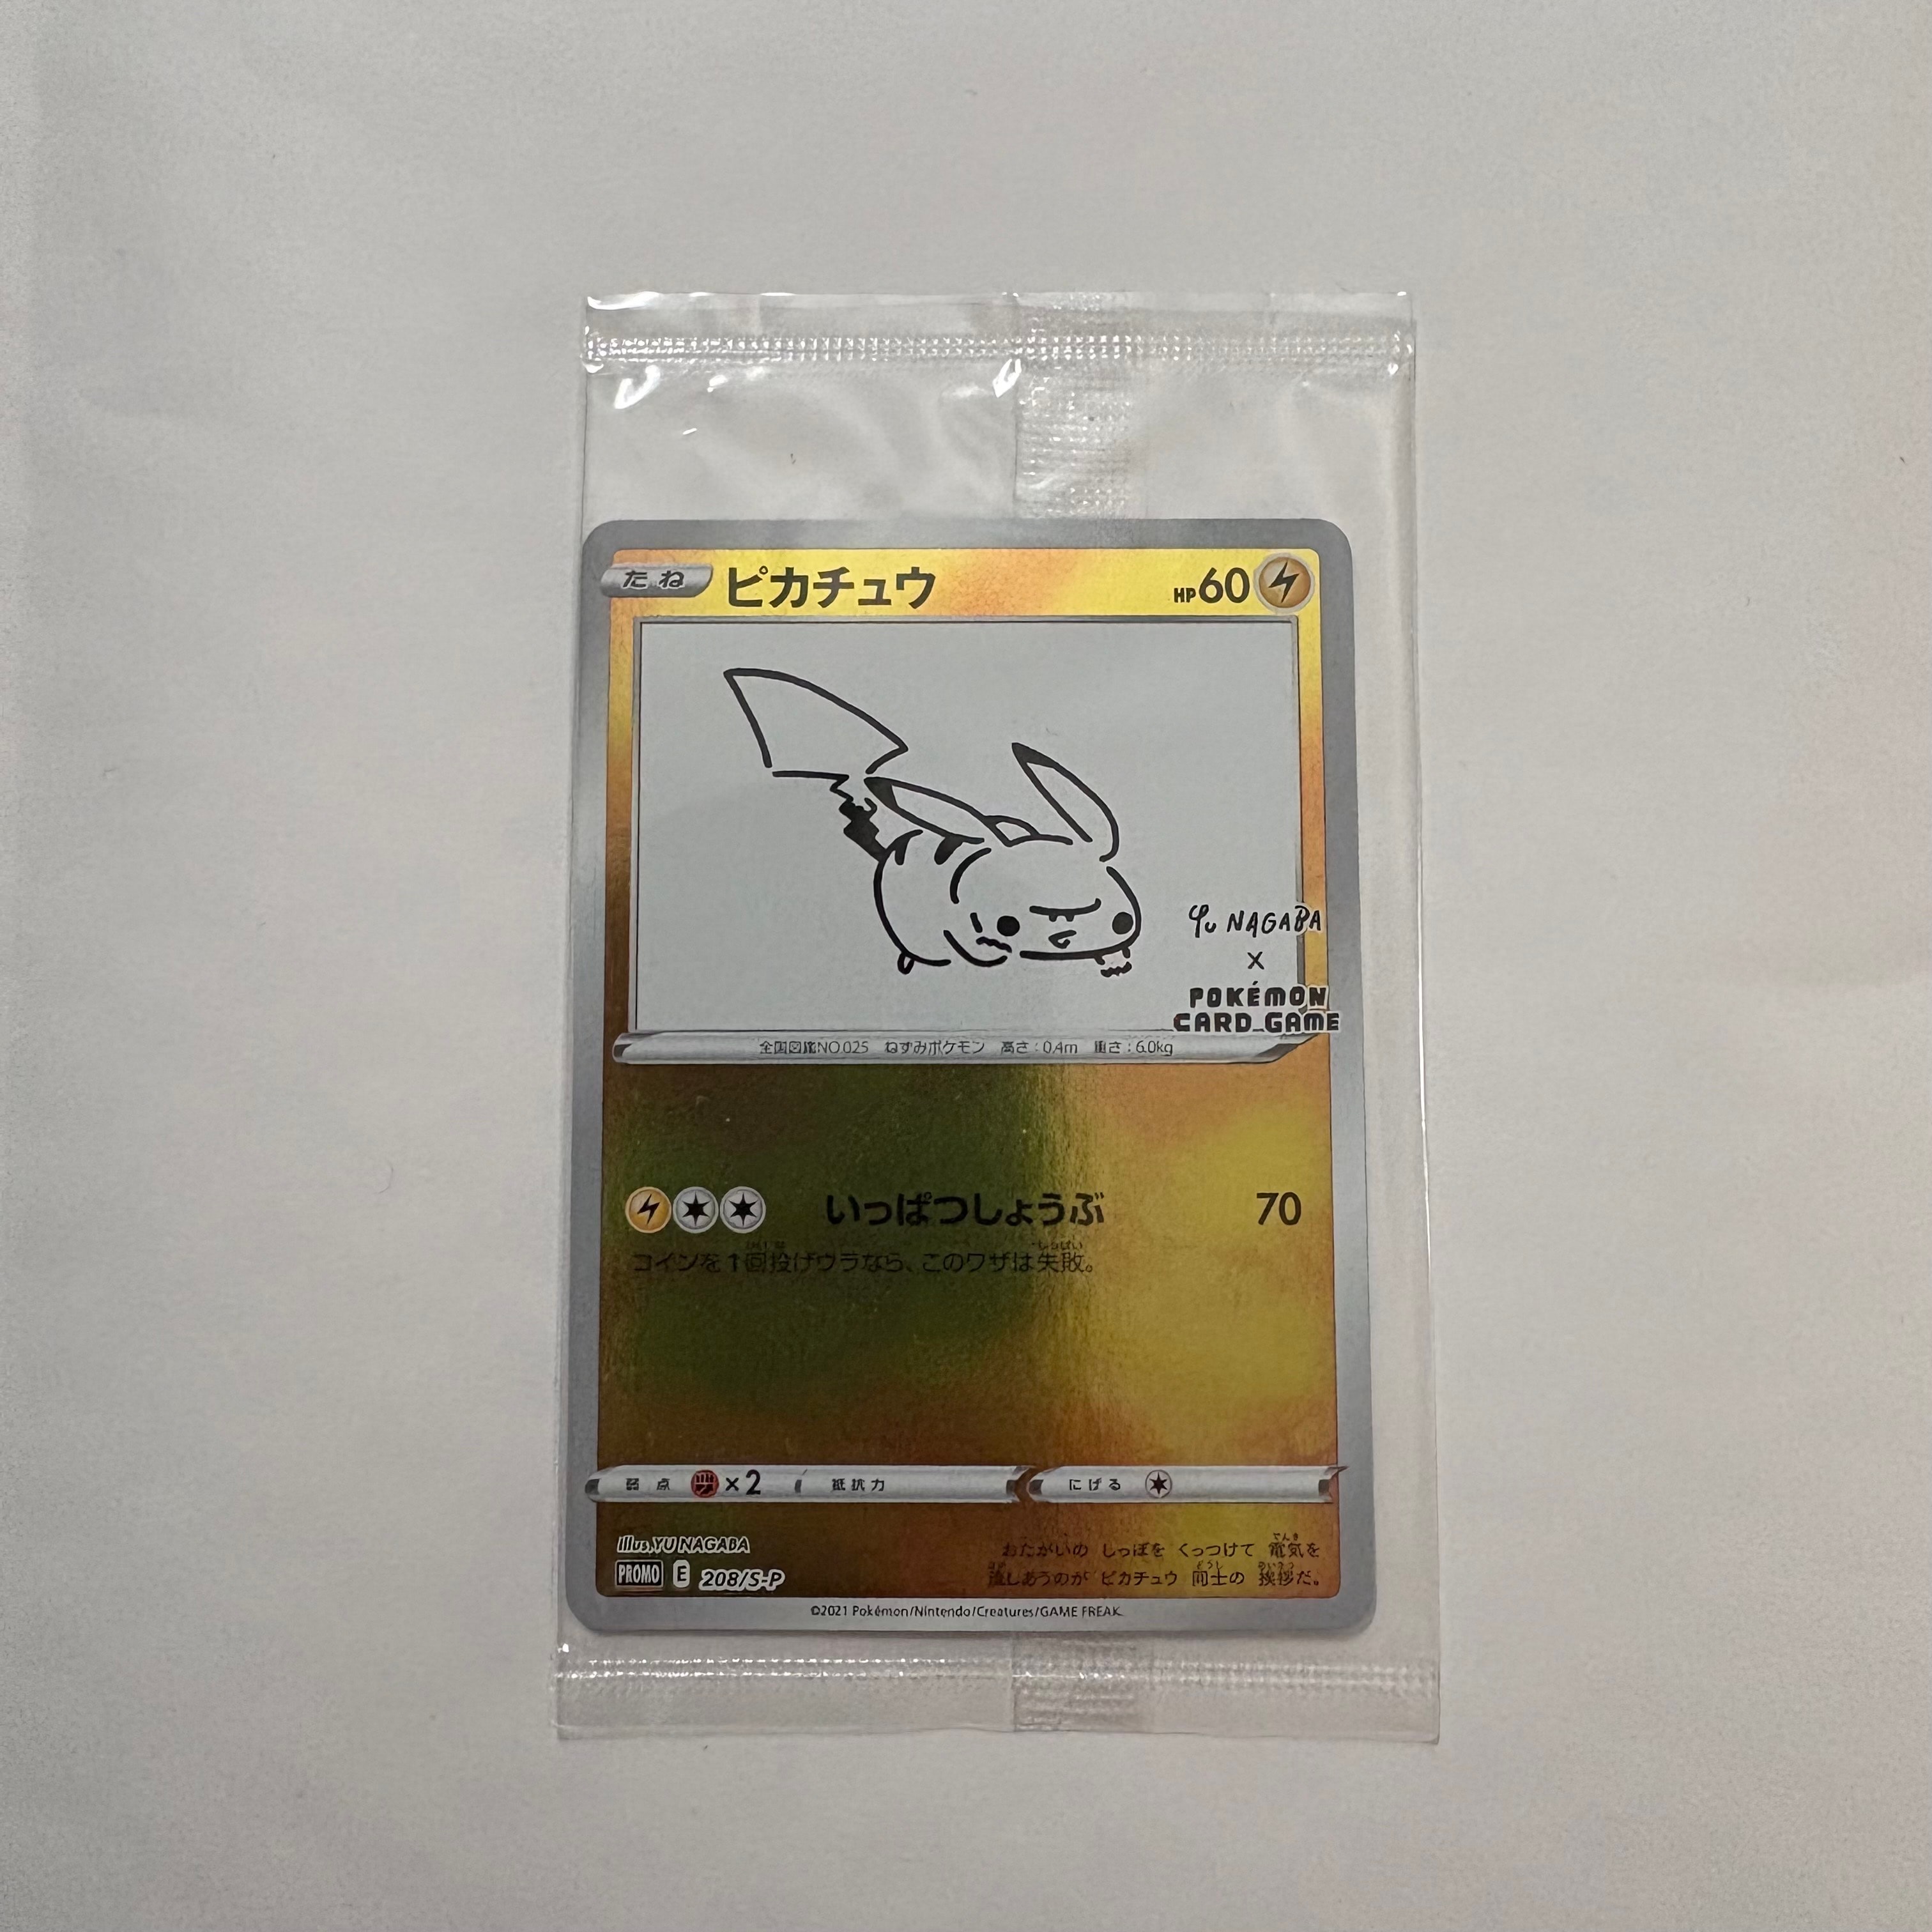 たね ピカチュウ HP60
YU NAGABA
×
POKÉMON
CARD GAME
全国図鑑NO.025 ねずみポケモン 高さ:0.4m 重さ:6.0kg
いっぱつしょうぶ 70
コインを1回投げウラなら、このワザは失敗。
弱点 ×2 抵抗力 にげる
Illus. YU NAGABA
PROMO E 208/S-P
おたがいの しっぽを くっつけて 電気を
流しあうのが ピカチュウ 同士の 挨拶だ。
©2021 Pokémon/Nintendo/Creatures/GAME FREAK.